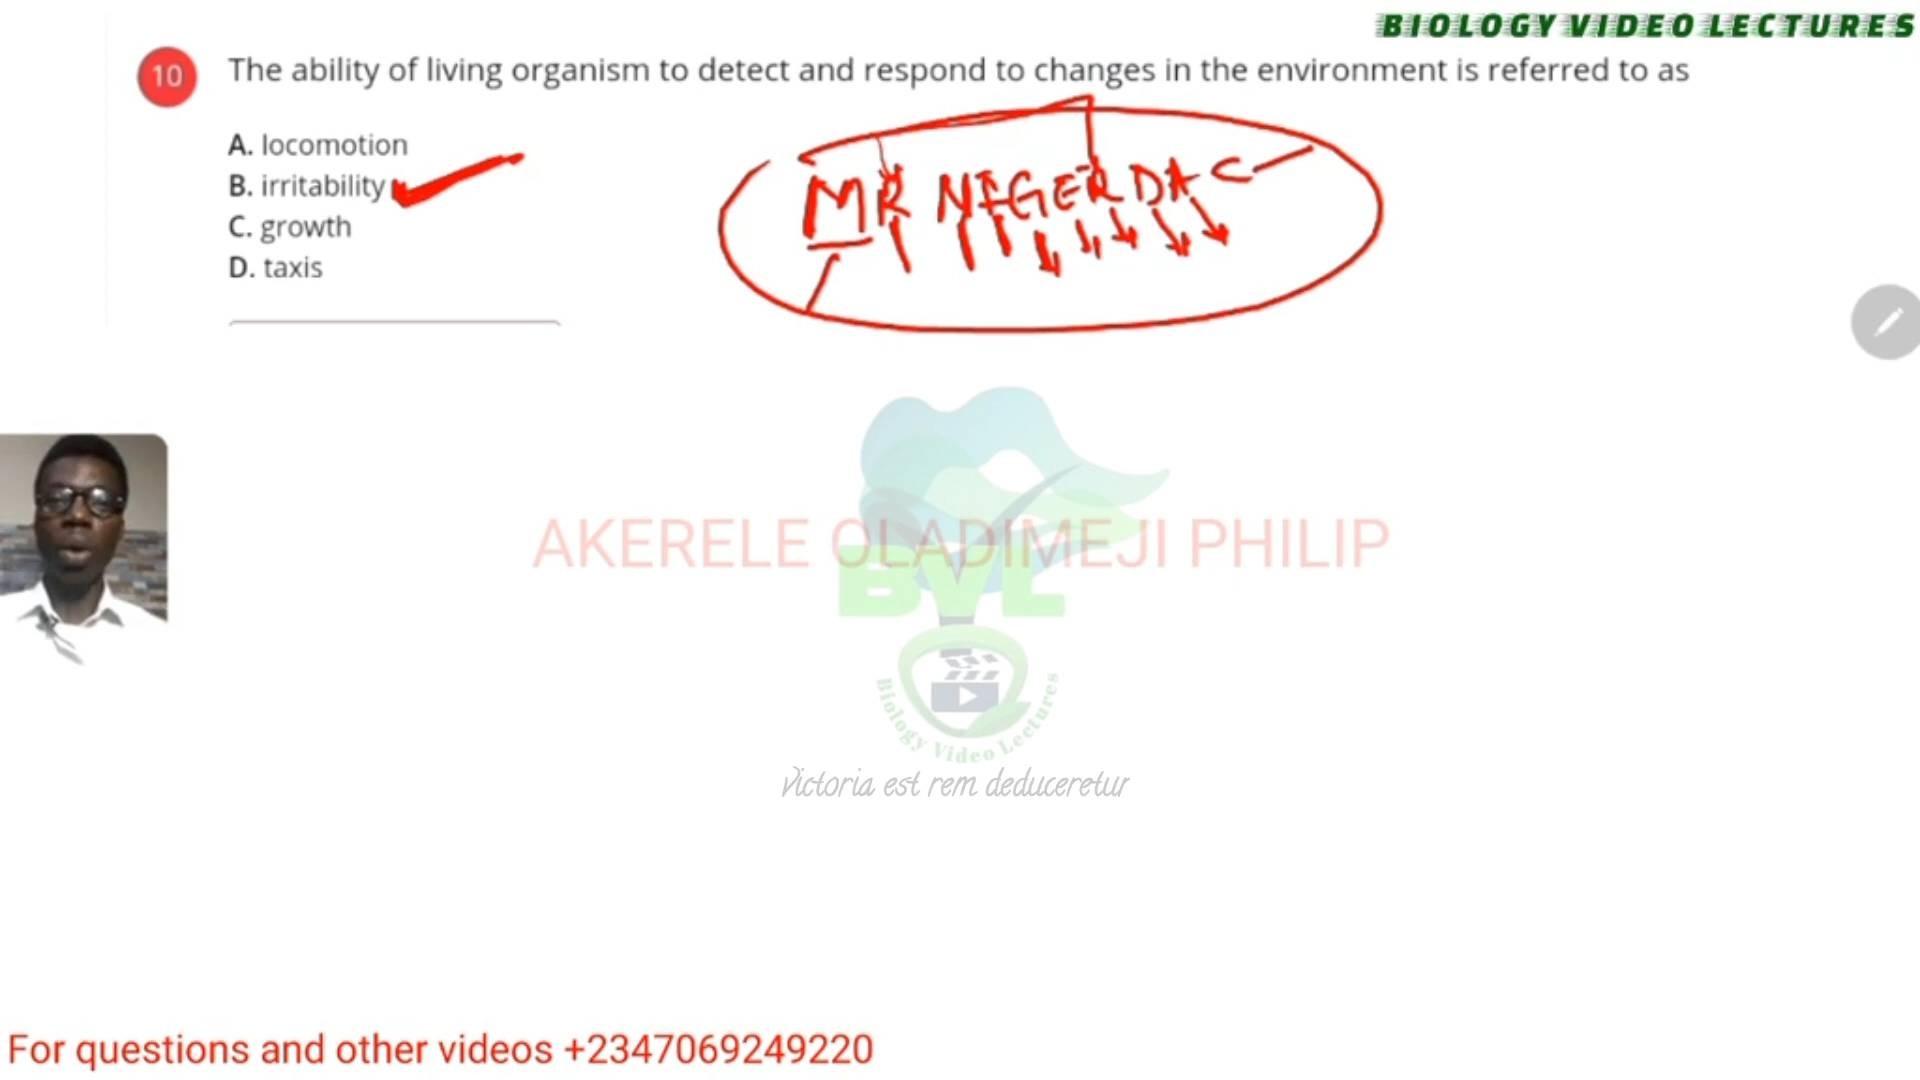 BIOLOGY VIDEO LECTURES
10 The ability of living organism to detect and respond to changes in the environment is referred to as
A. locomotion
B. irritability
C. growth
D. taxis
MR NIGER DAC
AKERELE OLADIMEJI PHILIP
BVL
Biology Video Lectures
Victoria est rem deduceretur
For questions and other videos +2347069249220